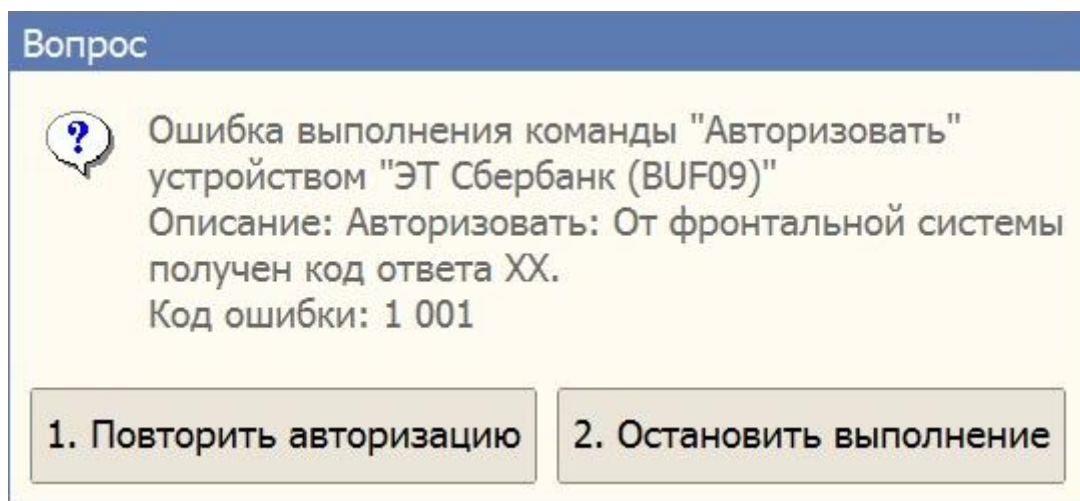 Вопрос
?
Ошибка выполнения команды "Авторизовать"
устройством "ЭТ Сбербанк (BUF09)"
Описание: Авторизовать: От фронтальной системы
получен код ответа XX.
Код ошибки: 1 001
1. Повторить авторизацию
2. Остановить выполнение